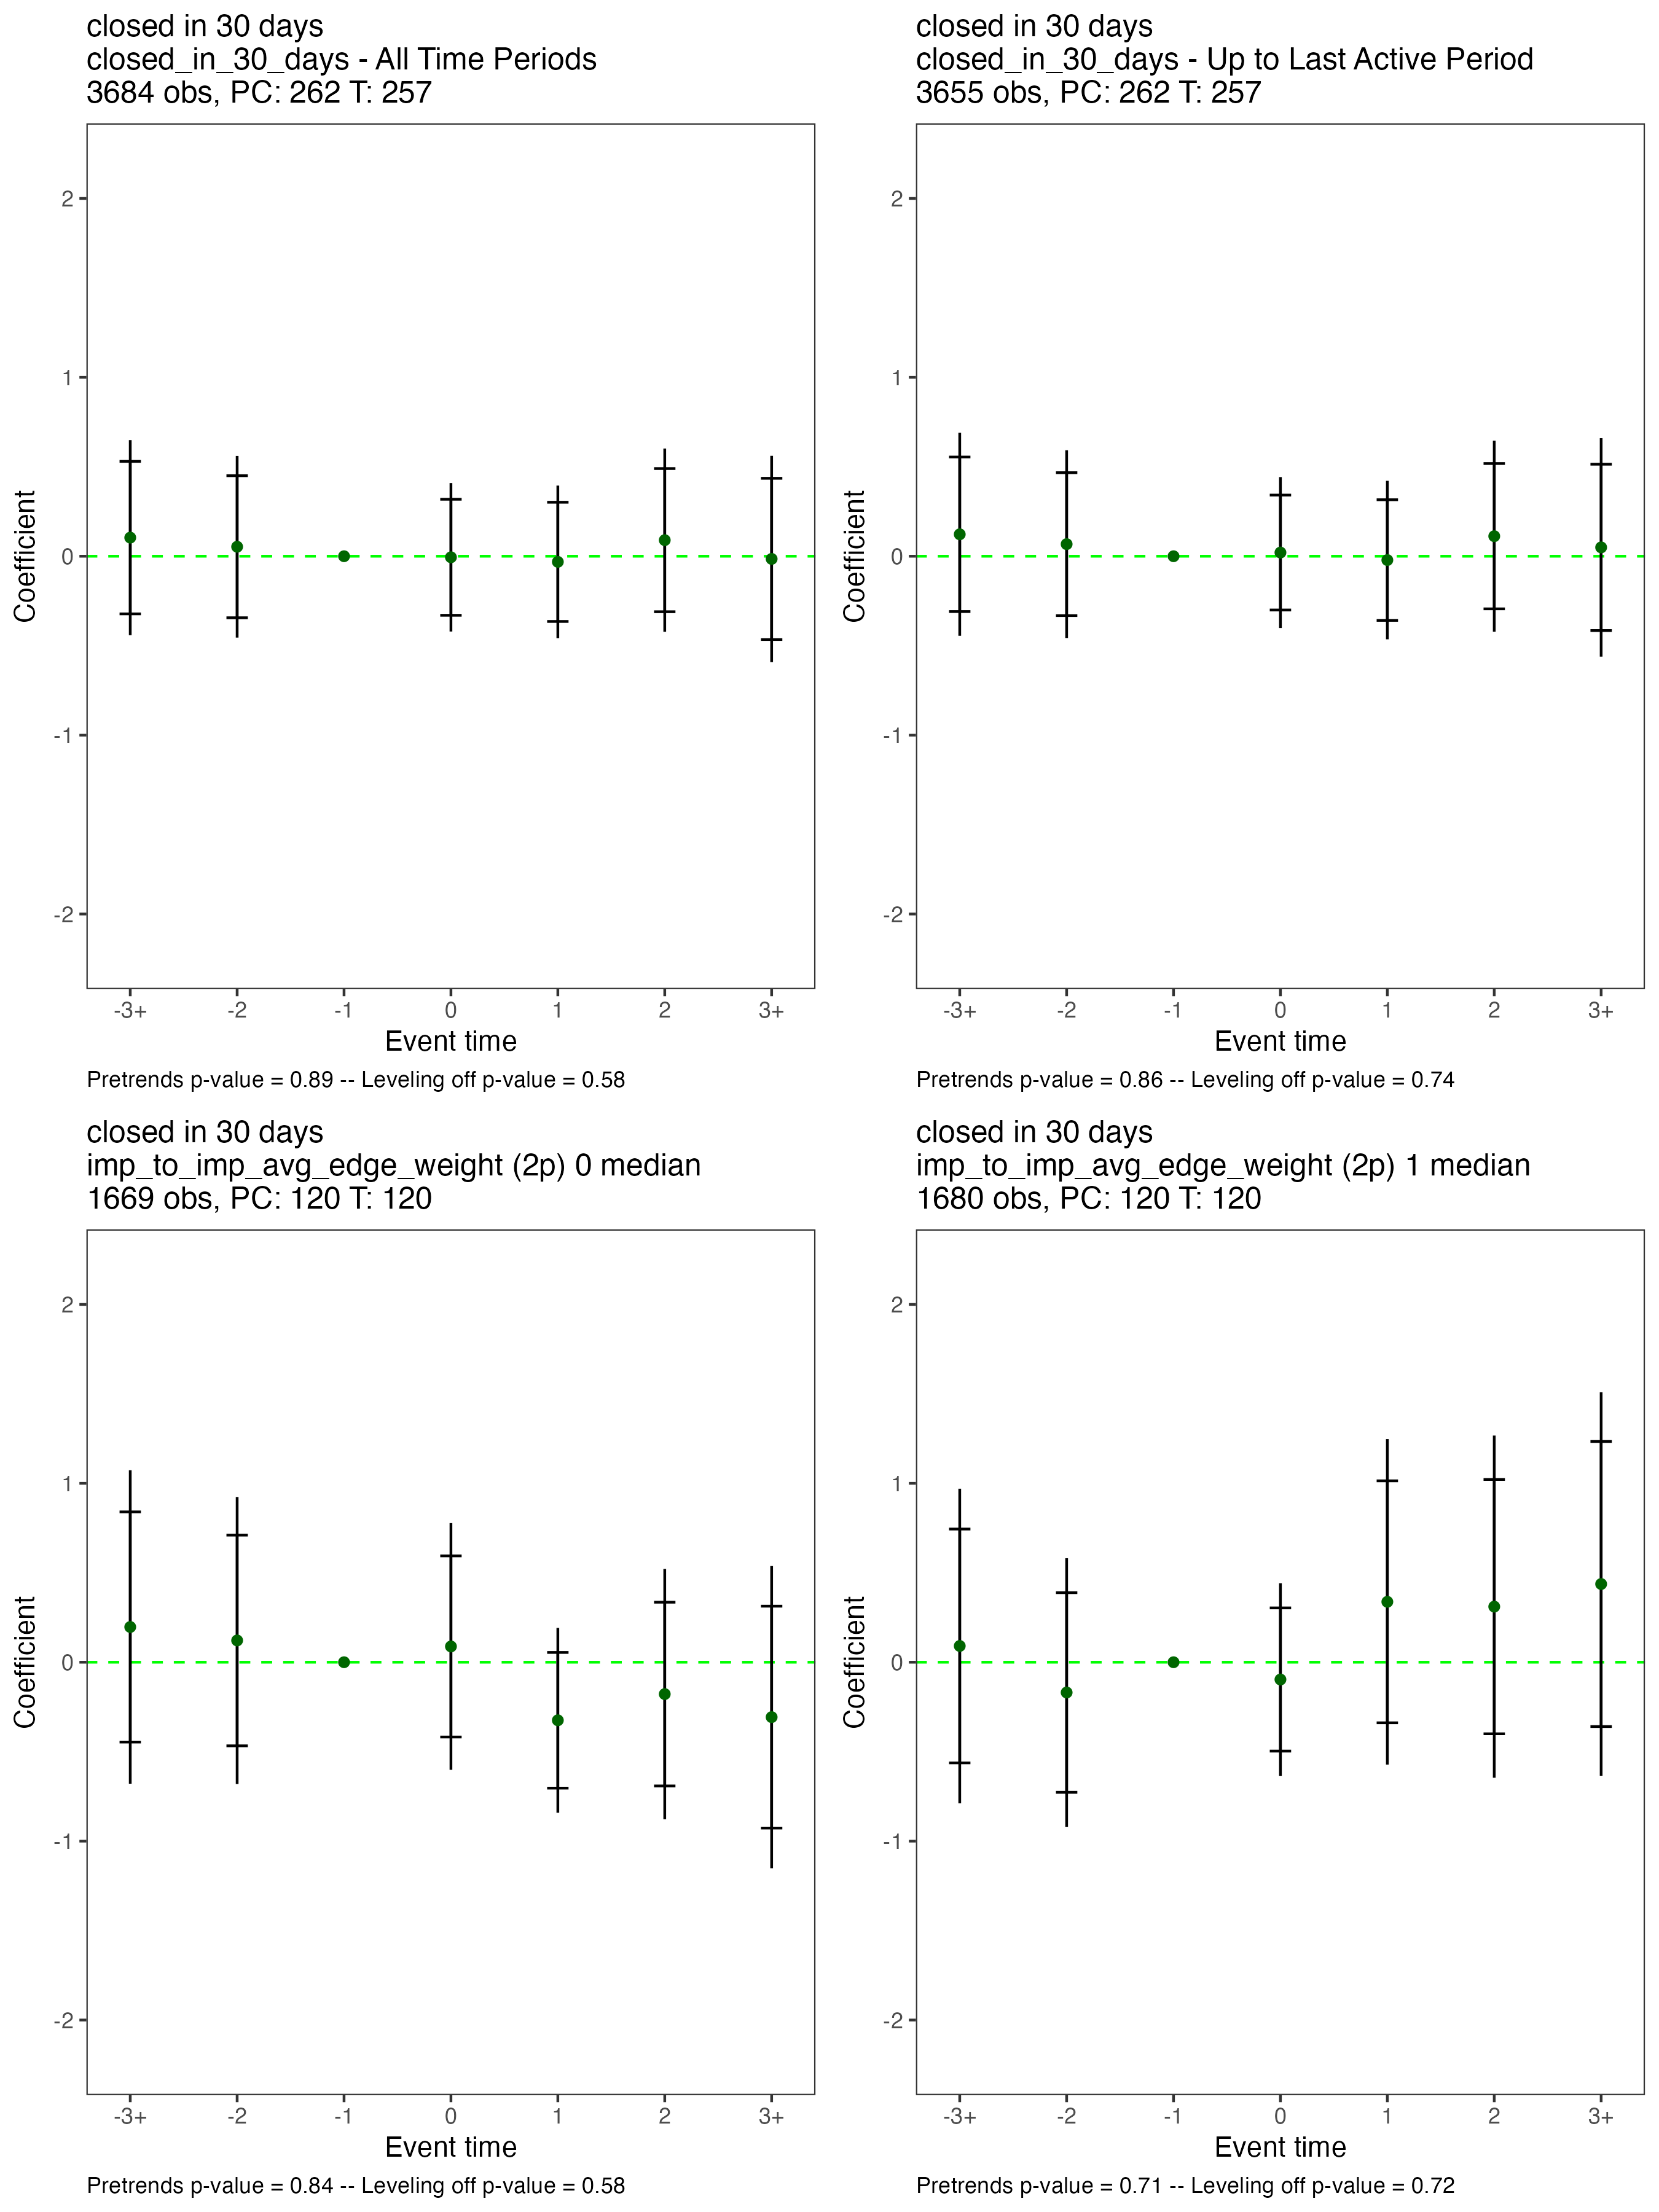 closed in 30 days
closed_in_30_days - All Time Periods
3684 obs, PC: 262 T: 257
2
1
0
-1
-2
Coefficient
-3+ -2 -1 0 1 2 3+
Event time
Pretrends p-value = 0.89 -- Leveling off p-value = 0.58
closed in 30 days
closed_in_30_days - Up to Last Active Period
3655 obs, PC: 262 T: 257
2
1
0
-1
-2
Coefficient
-3+ -2 -1 0 1 2 3+
Event time
Pretrends p-value = 0.86 -- Leveling off p-value = 0.74
closed in 30 days
imp_to_imp_avg_edge_weight (2p) 0 median
1669 obs, PC: 120 T: 120
2
1
0
-1
-2
Coefficient
-3+ -2 -1 0 1 2 3+
Event time
Pretrends p-value = 0.84 -- Leveling off p-value = 0.58
closed in 30 days
imp_to_imp_avg_edge_weight (2p) 1 median
1680 obs, PC: 120 T: 120
2
1
0
-1
-2
Coefficient
-3+ -2 -1 0 1 2 3+
Event time
Pretrends p-value = 0.71 -- Leveling off p-value = 0.72